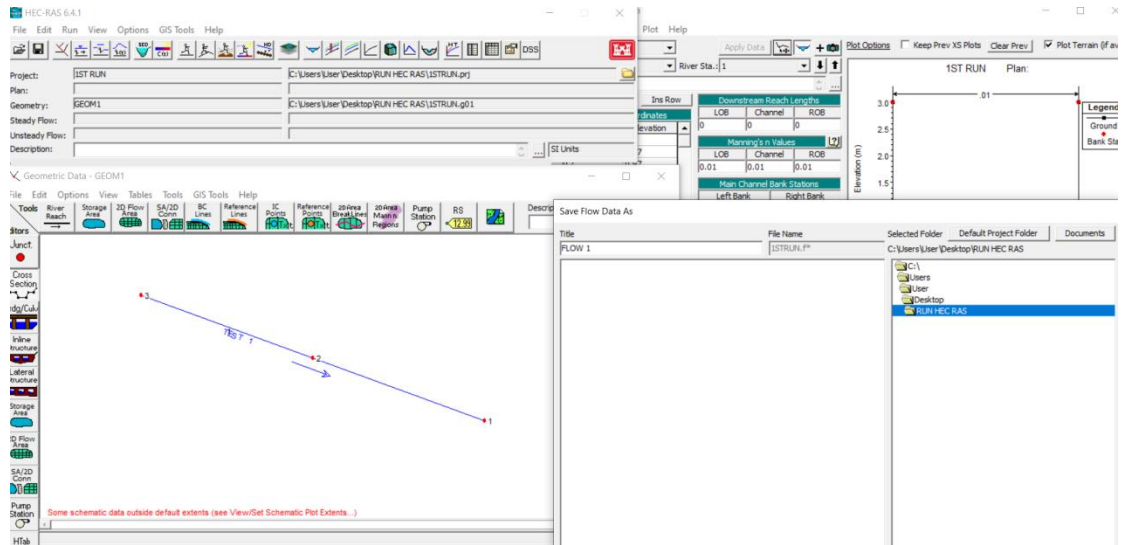 HEC-RAS 6.4.1
File Edit Run View Options GIS Tools Help
DSS
Project: 1ST RUN C:\Users\User\Desktop\RUN HEC RAS\1STRUN.prj
Plan:
Geometry: GEOM1 C:\Users\User\Desktop\RUN HEC RAS\1STRUN.g01
Steady Flow:
Unsteady Flow:
Description: ... SI Units
Plot Help
Apply Data
Plot Options Keep Prev XS Plots Clear Prev Plot Terrain (if av
River Sta.: 1
Ins Row
Downstream Reach Lengths
LOB Channel ROB
0 0 0
Manning's n Values
LOB Channel ROB
0.01 0.01 0.01
Main Channel Bank Stations
Left Bank Right Bank
1ST RUN Plan:
.01
Legend
Ground
Bank Sta
Elevation (m)
3.0
2.5
2.0
1.5
Geometric Data - GEOM1
File Edit Options View Tables Tools GIS Tools Help
Tools River Reach Storage Area 2D Flow Area SA/2D Conn BC Lines Reference Lines IC Points Reference Points 2D Area BreakLines 2D Area Mann n Regions Pump Station RS Descrip
12.99
ditors
Junct.
Cross Section
Inline
Lateral
Storage Area
2D Flow Area
SA/2D Conn
Pump Station
HTab
3
TEST 1
2
1
Some schematic data outside default extents (see View/Set Schematic Plot Extents...)
Save Flow Data As
Title File Name Selected Folder Default Project Folder Documents
FLOW 1 1STRUN.f* C:\Users\User\Desktop\RUN HEC RAS
C:\
Users
User
Desktop
RUN HEC RAS